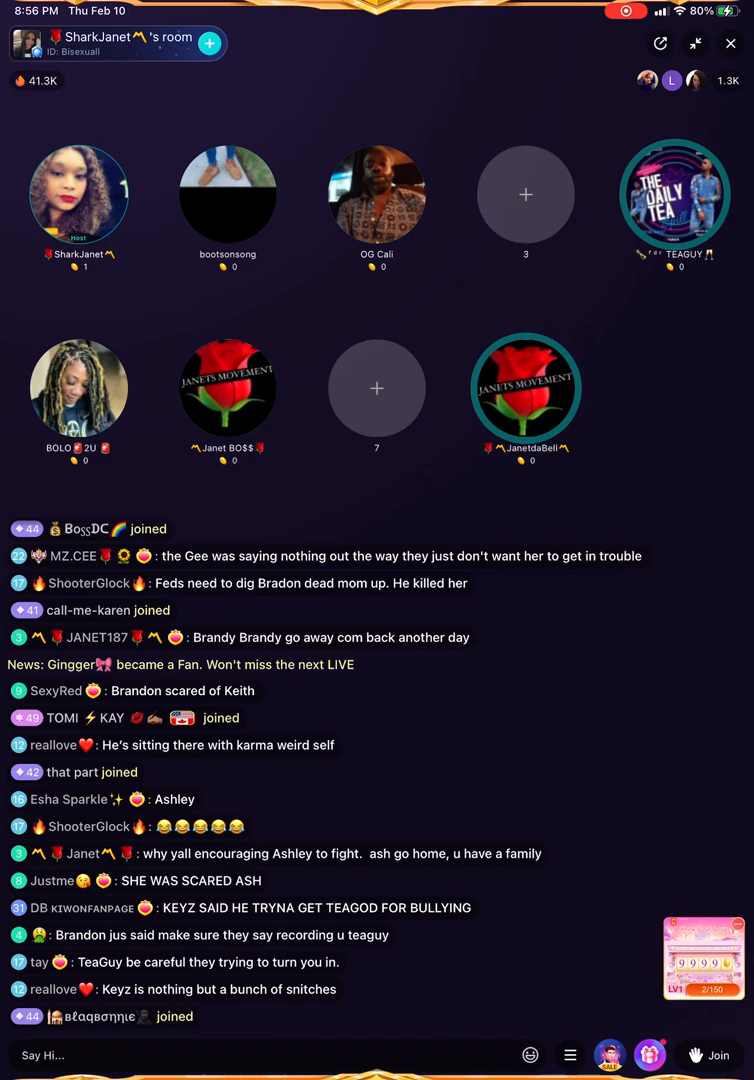 8:56 PM Thu Feb 10
80%
🌹SharkJanet〽️'s room
ID: Bisexuall
41.3K
L
1.3K
THE DAILY TEA
Host
🌹SharkJanet〽️
bootsonsong
OG Cali
3
🍾ᶠᵈʳ TEAGUY🥂
1
0
0
0
JANETS MOVEMENT
JANETS MOVEMENT
BOLO🚨2U 🚨
〽️Janet BO$$🌹
7
🌹〽️JanetdaBell〽️
0
0
0
44 💰B𝗈ꜱꜱDC🌈 joined
22 MZ.CEE🌹🌻: the Gee was saying nothing out the way they just don't want her to get in trouble
17 🔥ShooterGlock🔥: Feds need to dig Bradon dead mom up. He killed her
41 call-me-karen joined
3 〽️🌹JANET187🌹〽️: Brandy Brandy go away com back another day
News: Gingger🎀 became a Fan. Won't miss the next LIVE
9 SexyRed: Brandon scared of Keith
49 TOMI ⚡KAY 💋✍🏽 joined
12 reallove❤️: He's sitting there with karma weird self
42 that part joined
16 Esha Sparkle✨: Ashley
17 🔥ShooterGlock🔥: 😂😂😂😂😂
3 〽️🌹Janet〽️🌹: why yall encouraging Ashley to fight. ash go home, u have a family
8 Justme😘: SHE WAS SCARED ASH
31 DB ᴋɪᴡᴏɴғᴀɴᴘᴀɢᴇ: KEYZ SAID HE TRYNA GET TEAGOD FOR BULLYING
4 🤮: Brandon jus said make sure they say recording u teaguy
17 tay: TeaGuy be careful they trying to turn you in.
12 reallove❤️: Keyz is nothing but a bunch of snitches
44 вℓαqвσηηιє joined
9 9 9 9
LV1 2/150
Say Hi...
SALE
Join